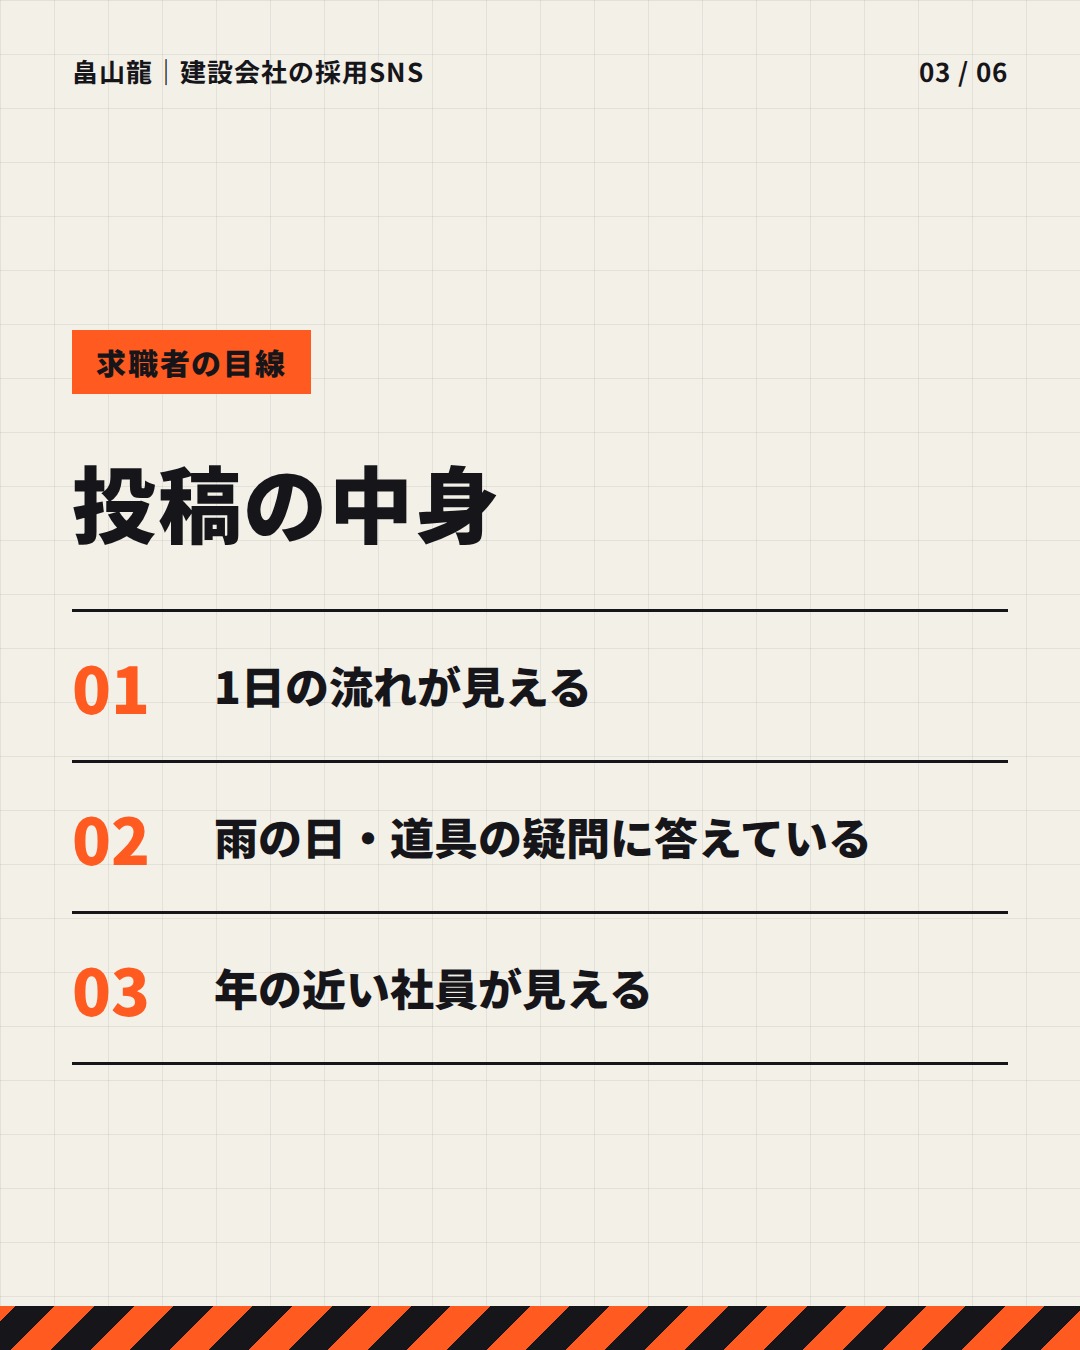 畠山龍｜建設会社の採用SNS
03 / 06
求職者の目線
投稿の中身
01 1日の流れが見える
02 雨の日・道具の疑問に答えている
03 年の近い社員が見える